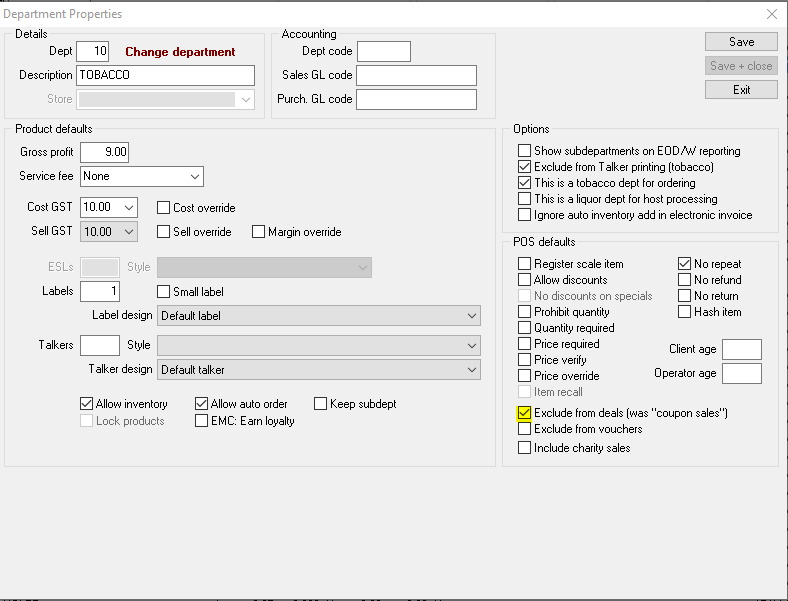 Department Properties
Details
Dept 10 Change department
Description TOBACCO
Store
Accounting
Dept code
Sales GL code
Purch. GL code
Save
Save + close
Exit
Product defaults
Gross profit 9.00
Service fee None
Cost GST 10.00 Cost override
Sell GST 10.00 Sell override Margin override
ESLs Style
Labels 1 Small label
Label design Default label
Talkers Style
Talker design Default talker
Allow inventory Allow auto order Keep subdept
Lock products EMC: Earn loyalty
Options
Show subdepartments on EOD/W reporting
Exclude from Talker printing (tobacco)
This is a tobacco dept for ordering
This is a liquor dept for host processing
Ignore auto inventory add in electronic invoice
POS defaults
Register scale item No repeat
Allow discounts No refund
No discounts on specials No return
Prohibit quantity Hash item
Quantity required
Price required Client age
Price verify
Price override Operator age
Item recall
Exclude from deals (was "coupon sales")
Exclude from vouchers
Include charity sales